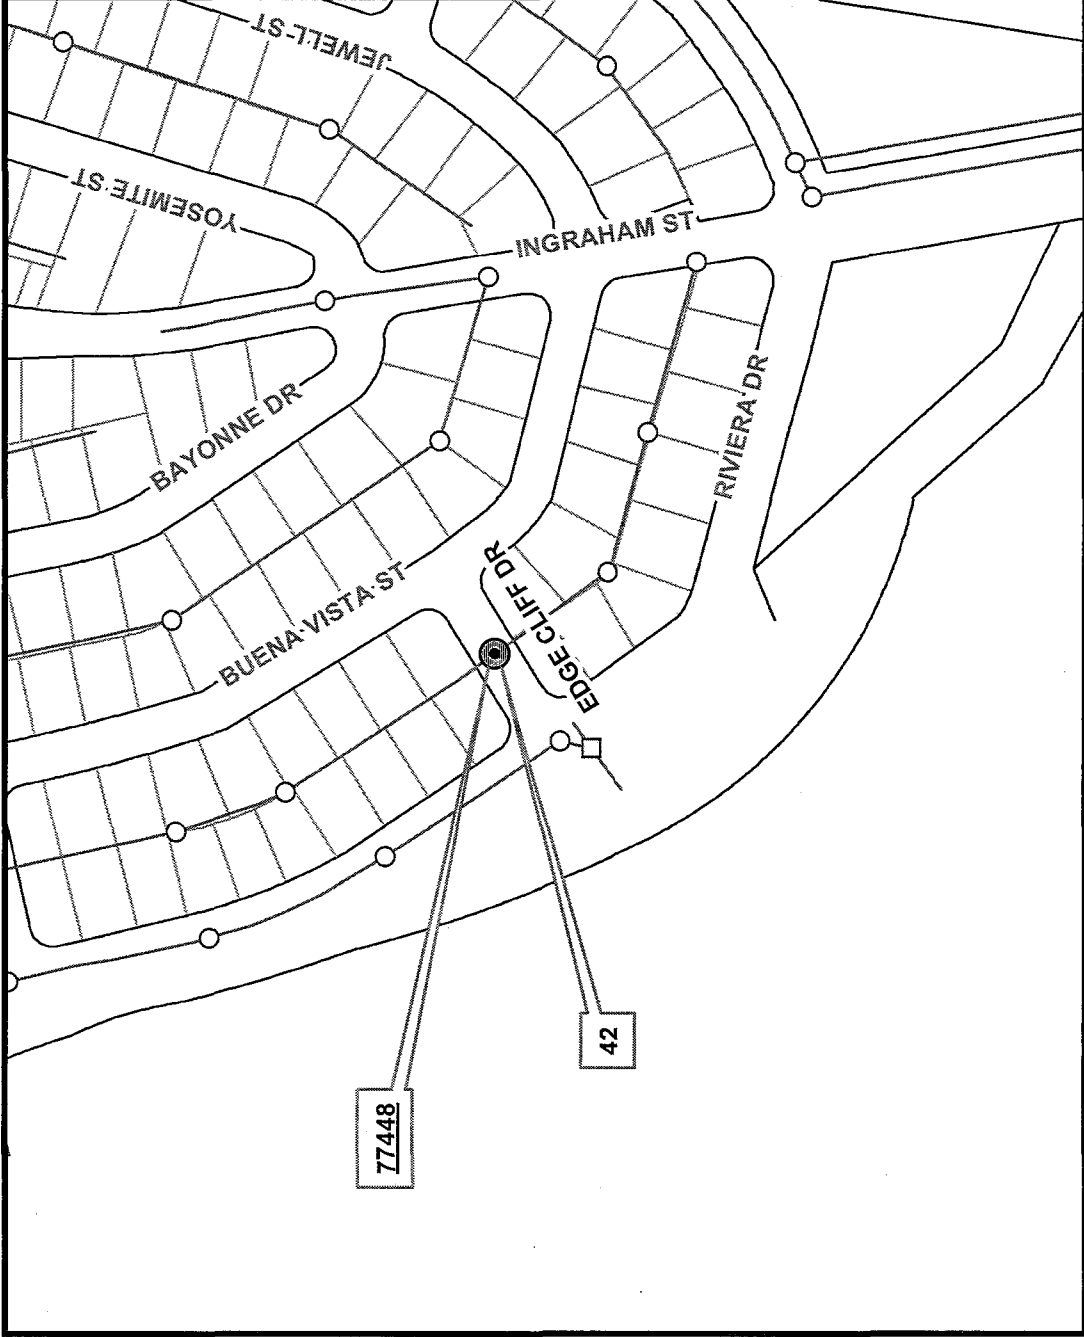 JEWELL ST
YOSEMITE ST
INGRAHAM ST
BAYONNE DR
RIVIERA DR
BUENA VISTA ST
EDGE CLIFF DR
42
77448